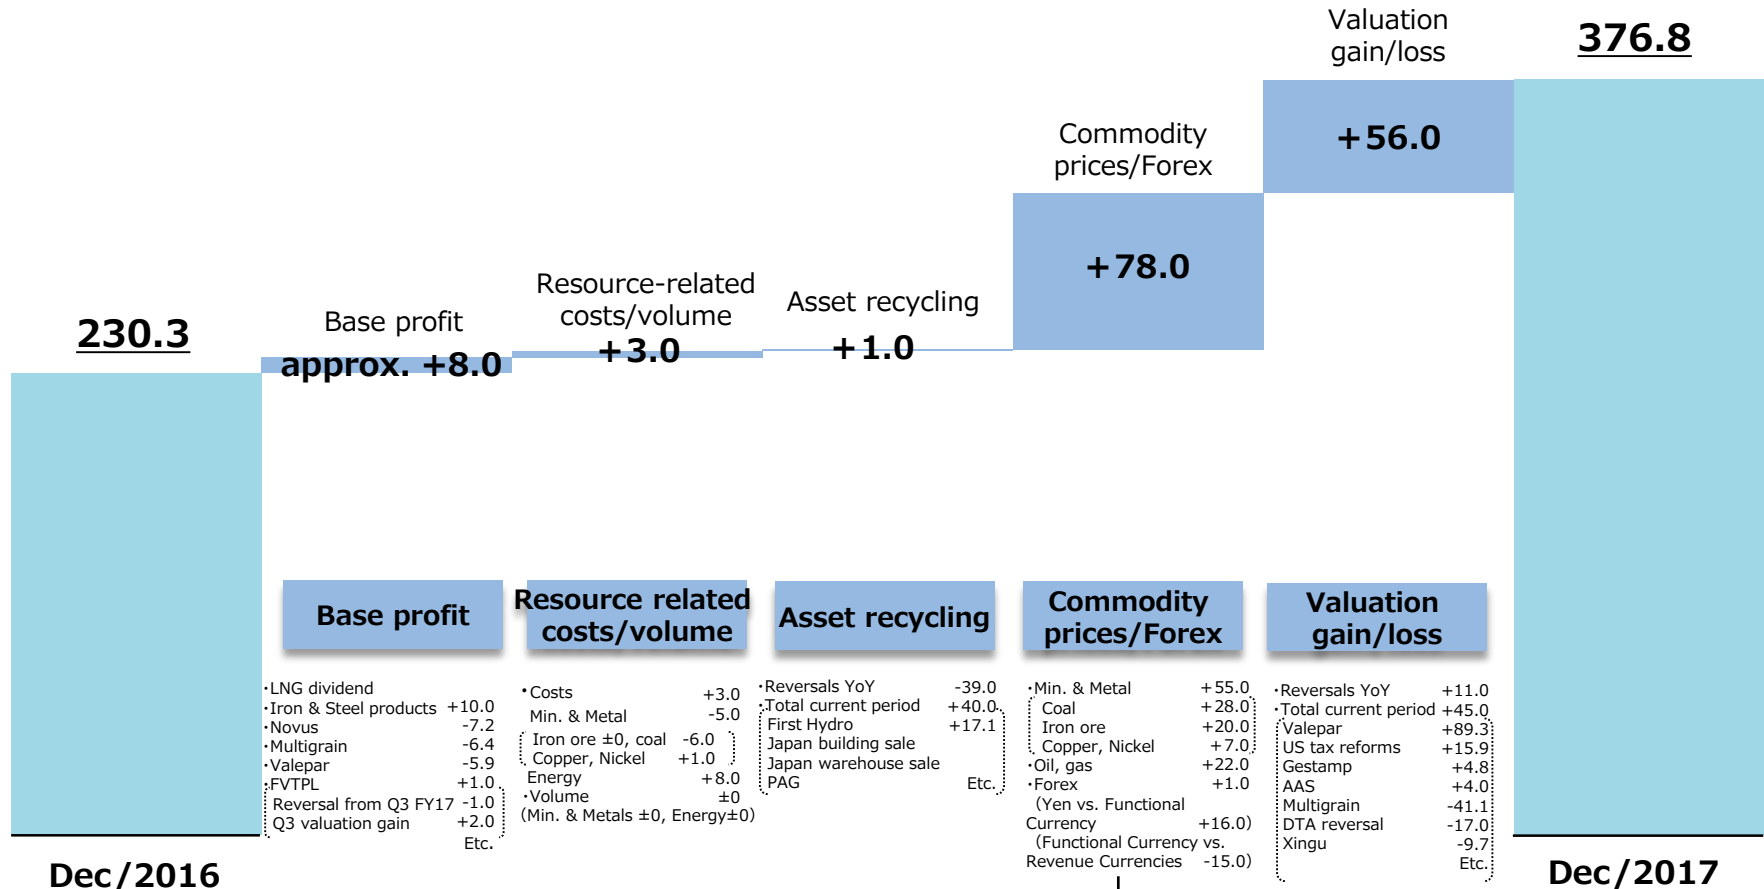 Valuation
gain/loss
376.8
+56.0
Commodity
prices/Forex
+78.0
Resource-related
costs/volume
+3.0
Asset recycling
+1.0
Base profit
approx. +8.0
230.3
Base profit
Resource related
costs/volume
Asset recycling
Commodity
prices/Forex
Valuation
gain/loss
・LNG dividend
・Iron & Steel products +10.0
・Novus -7.2
・Multigrain -6.4
・Valepar -5.9
・FVTPL +1.0
Reversal from Q3 FY17 -1.0
Q3 valuation gain +2.0
Etc.
・Costs +3.0
Min. & Metal -5.0
Iron ore ±0, coal -6.0
Copper, Nickel +1.0
Energy +8.0
・Volume ±0
(Min. & Metals ±0, Energy±0)
・Reversals YoY -39.0
・Total current period +40.0
First Hydro +17.1
Japan building sale
Japan warehouse sale
PAG Etc.
・Min. & Metal +55.0
Coal +28.0
Iron ore +20.0
Copper, Nickel +7.0
・Oil, gas +22.0
・Forex +1.0
(Yen vs. Functional
Currency +16.0)
(Functional Currency vs.
Revenue Currencies -15.0)
・Reversals YoY +11.0
・Total current period +45.0
Valepar +89.3
US tax reforms +15.9
Gestamp +4.8
AAS +4.0
Multigrain -41.1
DTA reversal -17.0
Xingu -9.7
Etc.
Dec/2016
Dec/2017